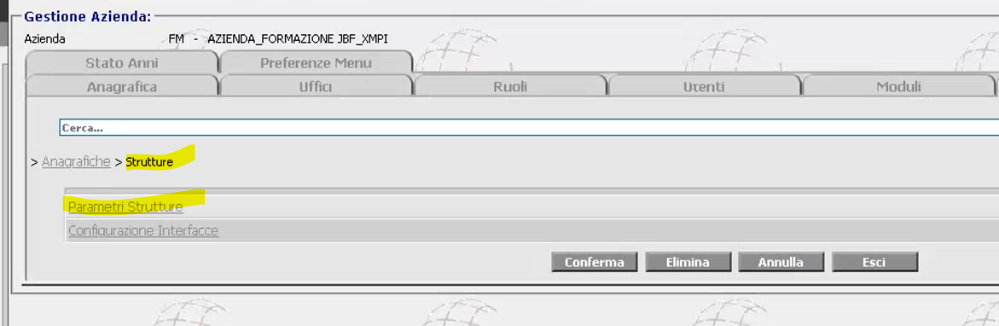 Gestione Azienda:
Azienda FM - AZIENDA_FORMAZIONE JBF_XMPI
Stato Anni Preferenze Menu
Anagrafica Uffici Ruoli Utenti Moduli
Cerca...
> Anagrafiche > Strutture
Parametri Strutture
Configurazione Interfacce
Conferma Elimina Annulla Esci